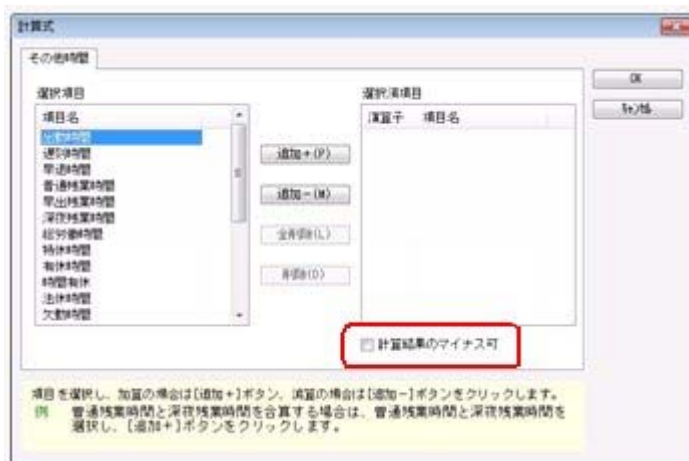 計算式
その他時間
選択項目
選択済項目
OK
ｷｬﾝｾﾙ
項目名
演算子 項目名
出勤時間
遅刻時間
早退時間
普通残業時間
早出残業時間
深夜残業時間
総労働時間
特休時間
有休時間
時間有休
法休時間
欠勤時間
追加+(P)
追加-(M)
全削除(L)
削除(D)
計算結果のマイナス可
項目を選択し、加算の場合は[追加+]ボタン、減算の場合は[追加-]ボタンをクリックします。
例 普通残業時間と深夜残業時間を合算する場合は、普通残業時間と深夜残業時間を
選択し、[追加+]ボタンをクリックします。